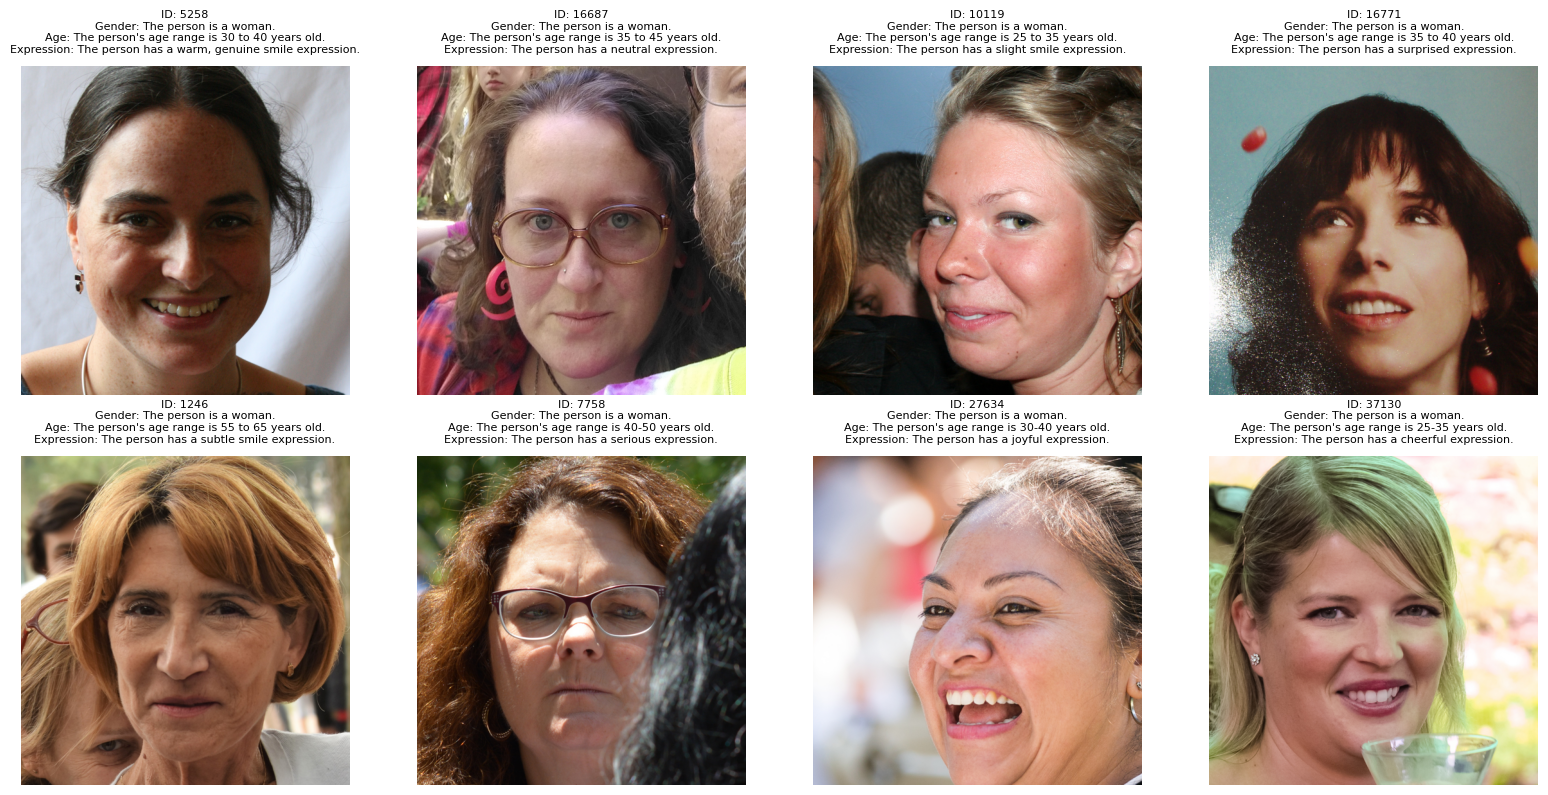 ID: 5258
Gender: The person is a woman.
Age: The person's age range is 30 to 40 years old.
Expression: The person has a warm, genuine smile expression.
ID: 16687
Gender: The person is a woman.
Age: The person's age range is 35 to 45 years old.
Expression: The person has a neutral expression.
ID: 10119
Gender: The person is a woman.
Age: The person's age range is 25 to 35 years old.
Expression: The person has a slight smile expression.
ID: 16771
Gender: The person is a woman.
Age: The person's age range is 35 to 40 years old.
Expression: The person has a surprised expression.
ID: 1246
Gender: The person is a woman.
Age: The person's age range is 55 to 65 years old.
Expression: The person has a subtle smile expression.
ID: 7758
Gender: The person is a woman.
Age: The person's age range is 40-50 years old.
Expression: The person has a serious expression.
ID: 27634
Gender: The person is a woman.
Age: The person's age range is 30-40 years old.
Expression: The person has a joyful expression.
ID: 37130
Gender: The person is a woman.
Age: The person's age range is 25-35 years old.
Expression: The person has a cheerful expression.